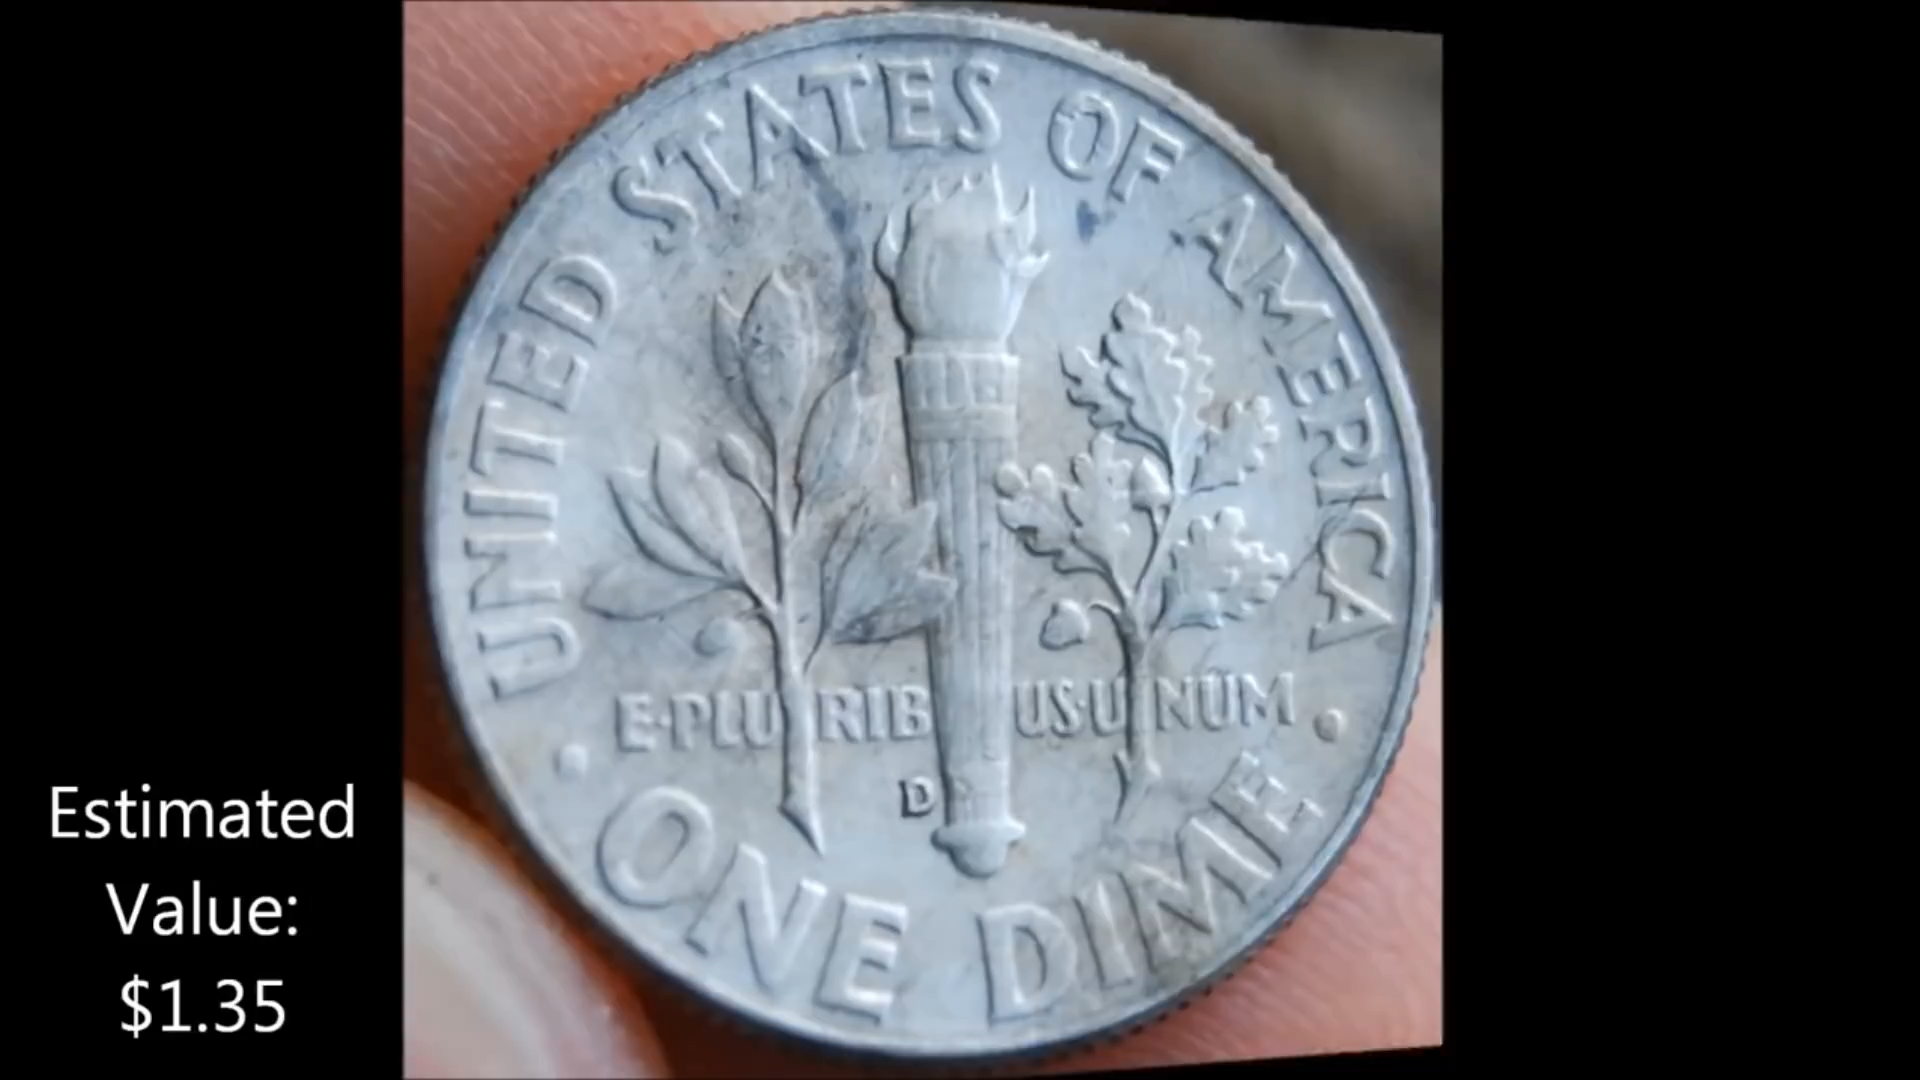 Estimated
Value:
$1.35
UNITED STATES OF AMERICA
E·PLURIBUS·UNUM
D
ONE DIME